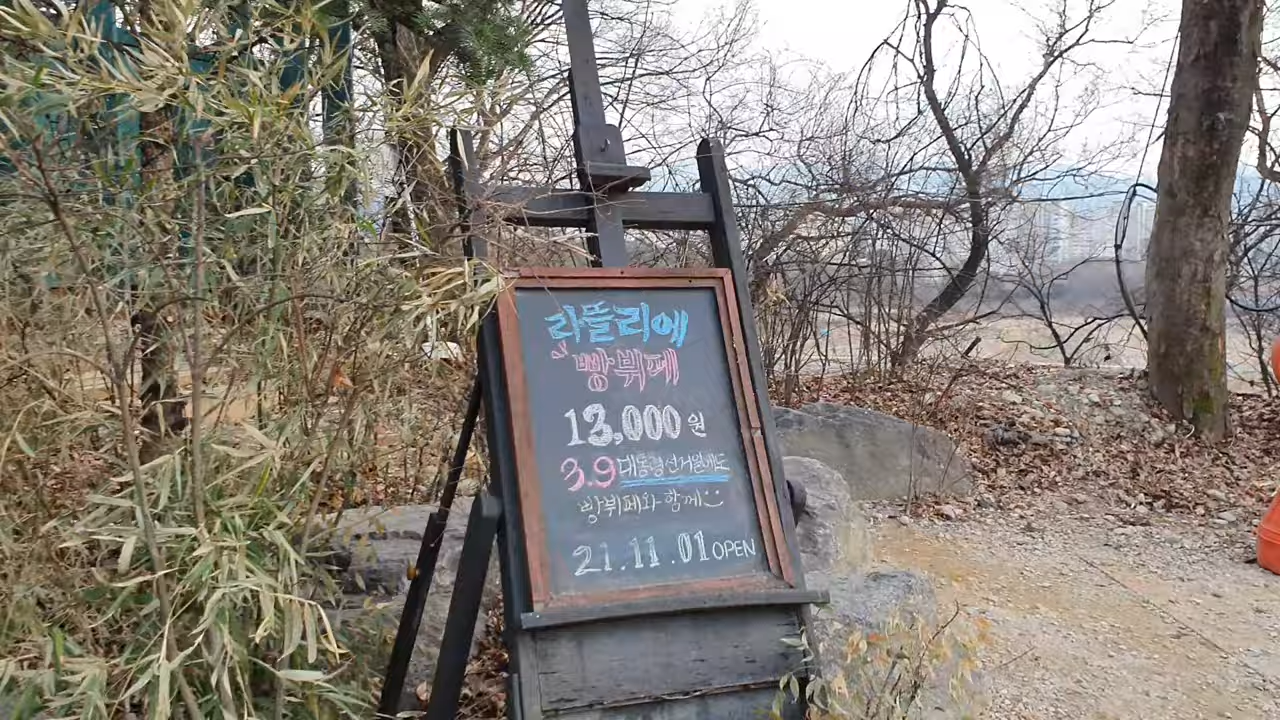 라뜰리에
빵뷔페
13,000원
3.9대통령선거일에도
빵뷔페와 함께
21.11.01 OPEN